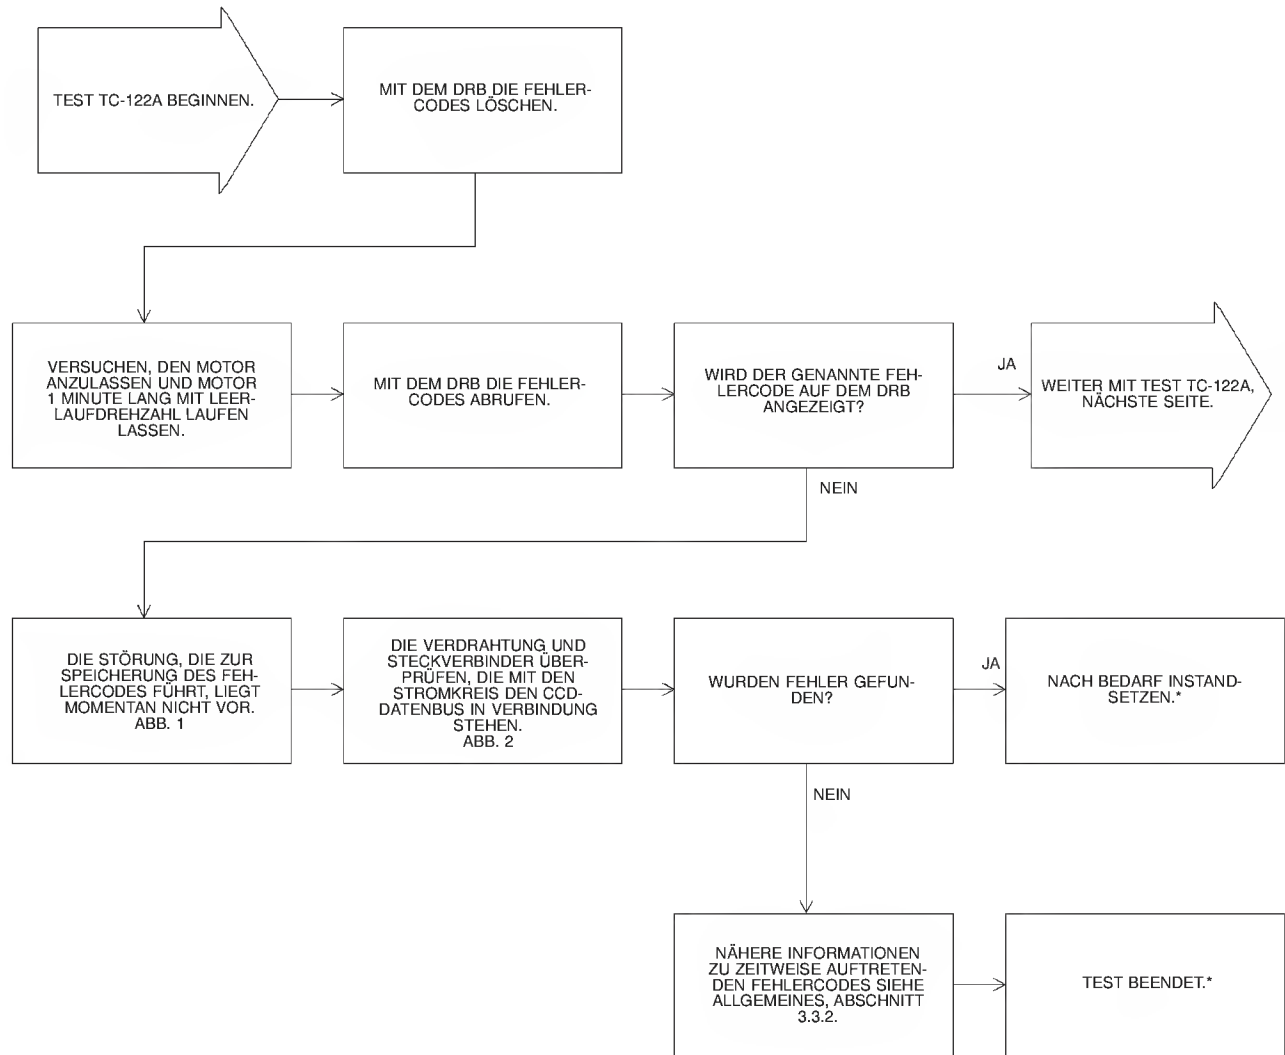 TEST TC-122A BEGINNEN.
MIT DEM DRB DIE FEHLER-
CODES LÖSCHEN.
VERSUCHEN, DEN MOTOR
ANZULASSEN UND MOTOR
1 MINUTE LANG MIT LEER-
LAUFDREHZAHL LAUFEN
LASSEN.
MIT DEM DRB DIE FEHLER-
CODES ABRUFEN.
WIRD DER GENANNTE FEH-
LERCODE AUF DEM DRB
ANGEZEIGT?
JA
WEITER MIT TEST TC-122A,
NÄCHSTE SEITE.
NEIN
DIE STÖRUNG, DIE ZUR
SPEICHERUNG DES FEH-
LERCODES FÜHRT, LIEGT
MOMENTAN NICHT VOR.
ABB. 1
DIE VERDRAHTUNG UND
STECKVERBINDER ÜBER-
PRÜFEN, DIE MIT DEN
STROMKREIS DEN CCD-
DATENBUS IN VERBINDUNG
STEHEN.
ABB. 2
WURDEN FEHLER GEFUN-
DEN?
JA
NACH BEDARF INSTAND-
SETZEN.*
NEIN
NÄHERE INFORMATIONEN
ZU ZEITWEISE AUFTRETEN-
DEN FEHLERCODES SIEHE
ALLGEMEINES, ABSCHNITT
3.3.2.
TEST BEENDET.*